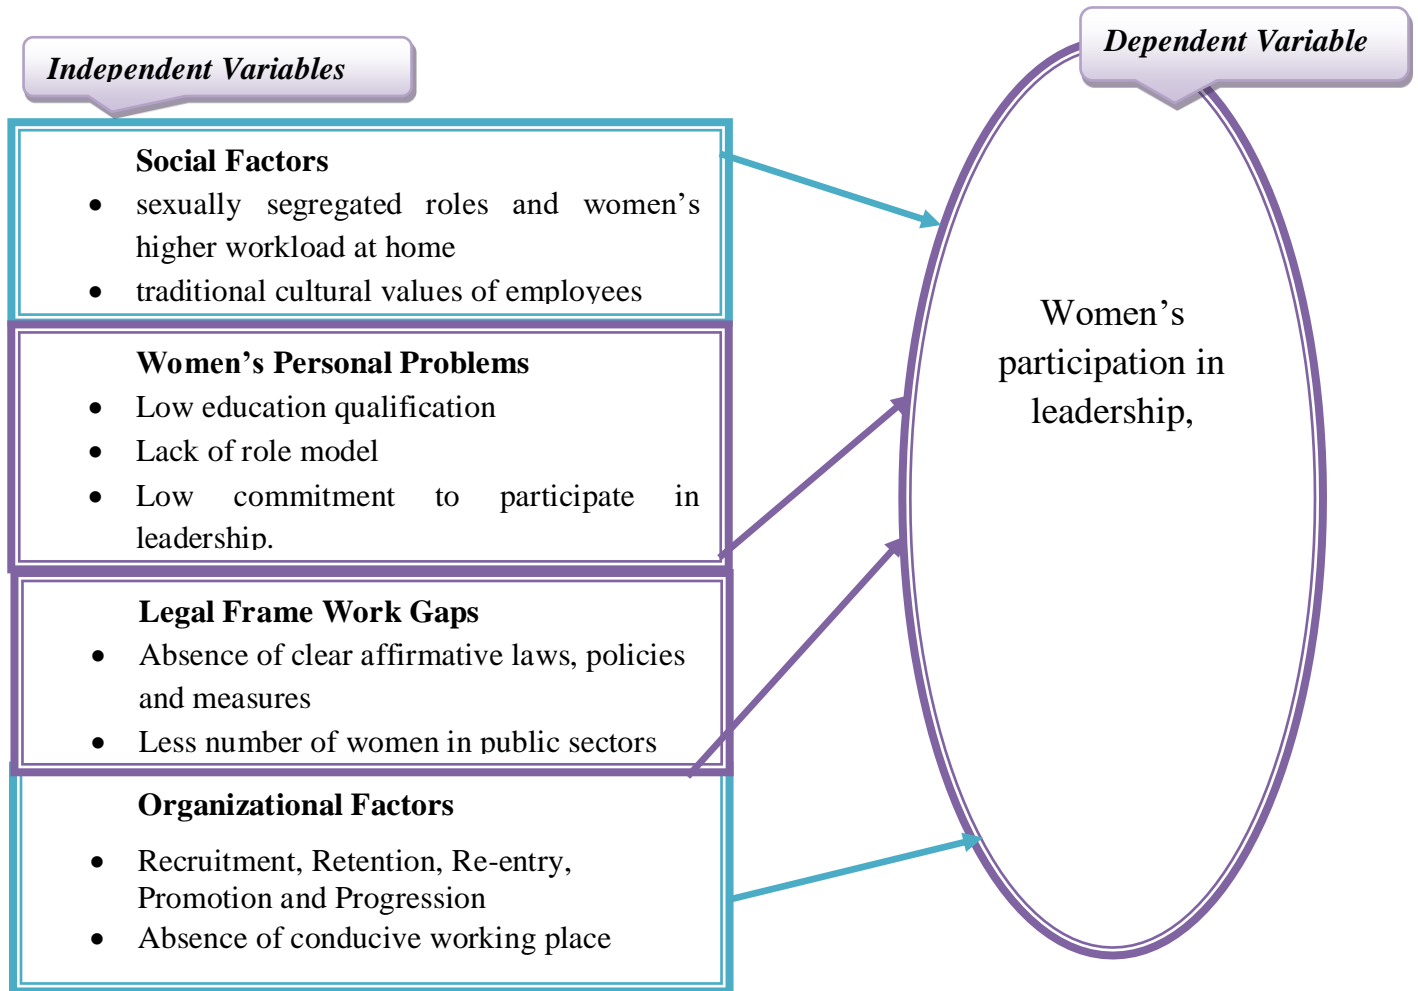 Independent Variables
Dependent Variable
Social Factors
• sexually segregated roles and women’s
higher workload at home
• traditional cultural values of employees
Women’s Personal Problems
• Low education qualification
• Lack of role model
• Low commitment to participate in
leadership.
Legal Frame Work Gaps
• Absence of clear affirmative laws, policies
and measures
• Less number of women in public sectors
Organizational Factors
• Recruitment, Retention, Re-entry,
Promotion and Progression
• Absence of conducive working place
Women’s
participation in
leadership,